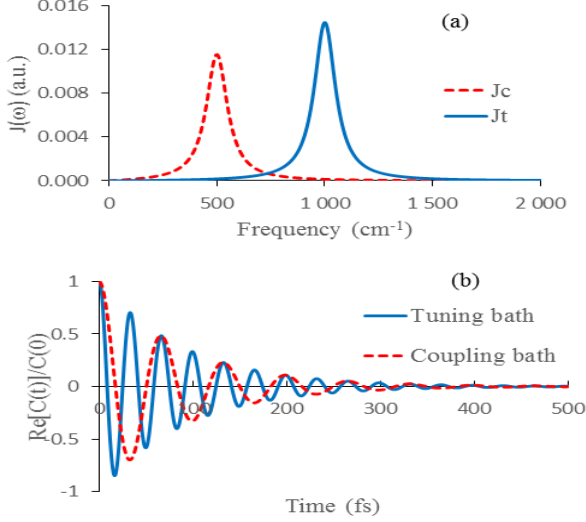 0.016
(a)
0.012
Jc
Jt
0.008
0.004
0.000
J(ω) (a.u.)
0
500
1 000
1 500
2 000
Frequency (cm-1)
1
(b)
Tuning bath
Coupling bath
0.5
0
-0.5
-1
Re[C(t)]/C(0)
0
100
200
300
400
500
Time (fs)